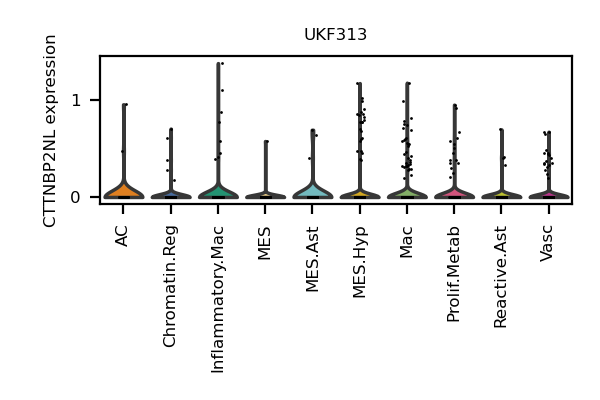 UKF313
CTTNBP2NL expression
1
0
AC
Chromatin.Reg
Inflammatory.Mac
MES
MES.Ast
MES.Hyp
Mac
Prolif.Metab
Reactive.Ast
Vasc